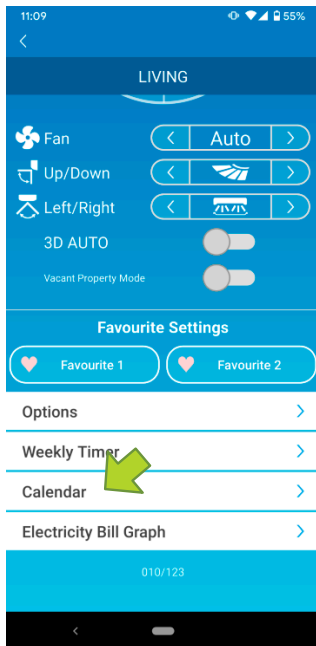 11:09
55%
LIVING
Fan
Auto
Up/Down
Left/Right
3D AUTO
Vacant Property Mode
Favourite Settings
Favourite 1
Favourite 2
Options
Weekly Timer
Calendar
Electricity Bill Graph
010/123